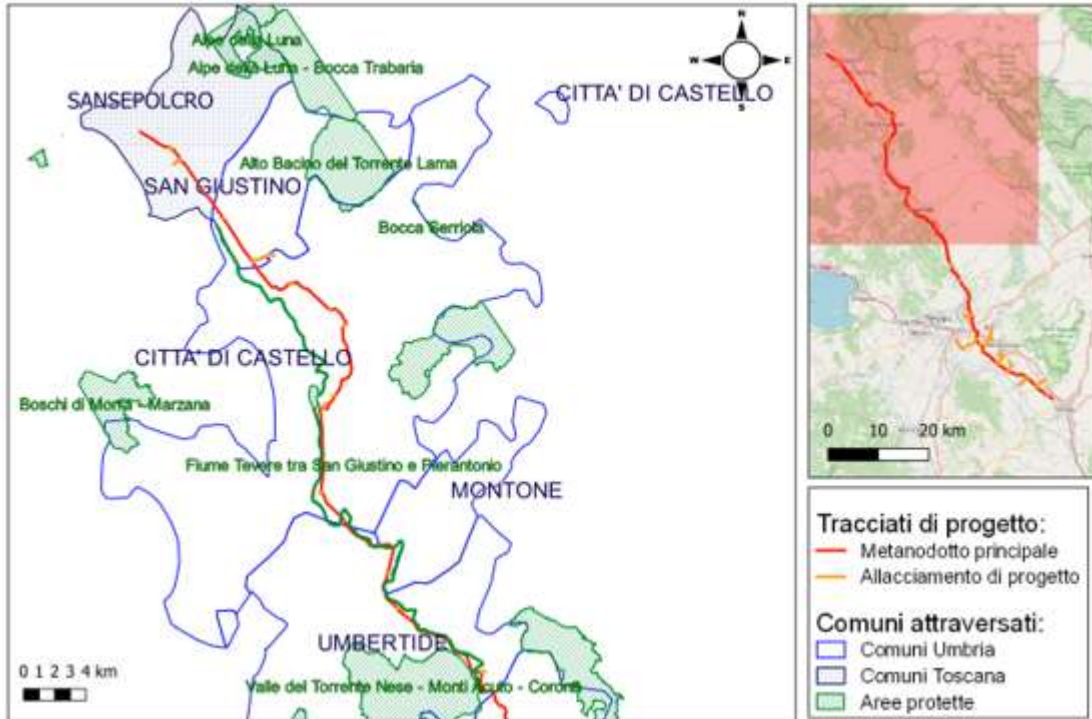 Alpe della Luna
Alpe della Luna - Bocca Trabaria
SANSEPOLCRO
N
W
E
S
CITTA' DI CASTELLO
Alto Bacino del Torrente Lama
SAN GIUSTINO
Bocca Serriola
CITTA' DI CASTELLO
Boschi di Morra - Marzana
Fiume Tevere tra San Giustino e Pierantonio
MONTONE
UMBERTIDE
Valle del Torrente Nese - Monti Acuto - Corona
0 1 2 3 4 km
0 10 20 km
Tracciati di progetto:
Metanodotto principale
Allacciamento di progetto
Comuni attraversati:
Comuni Umbria
Comuni Toscana
Aree protette